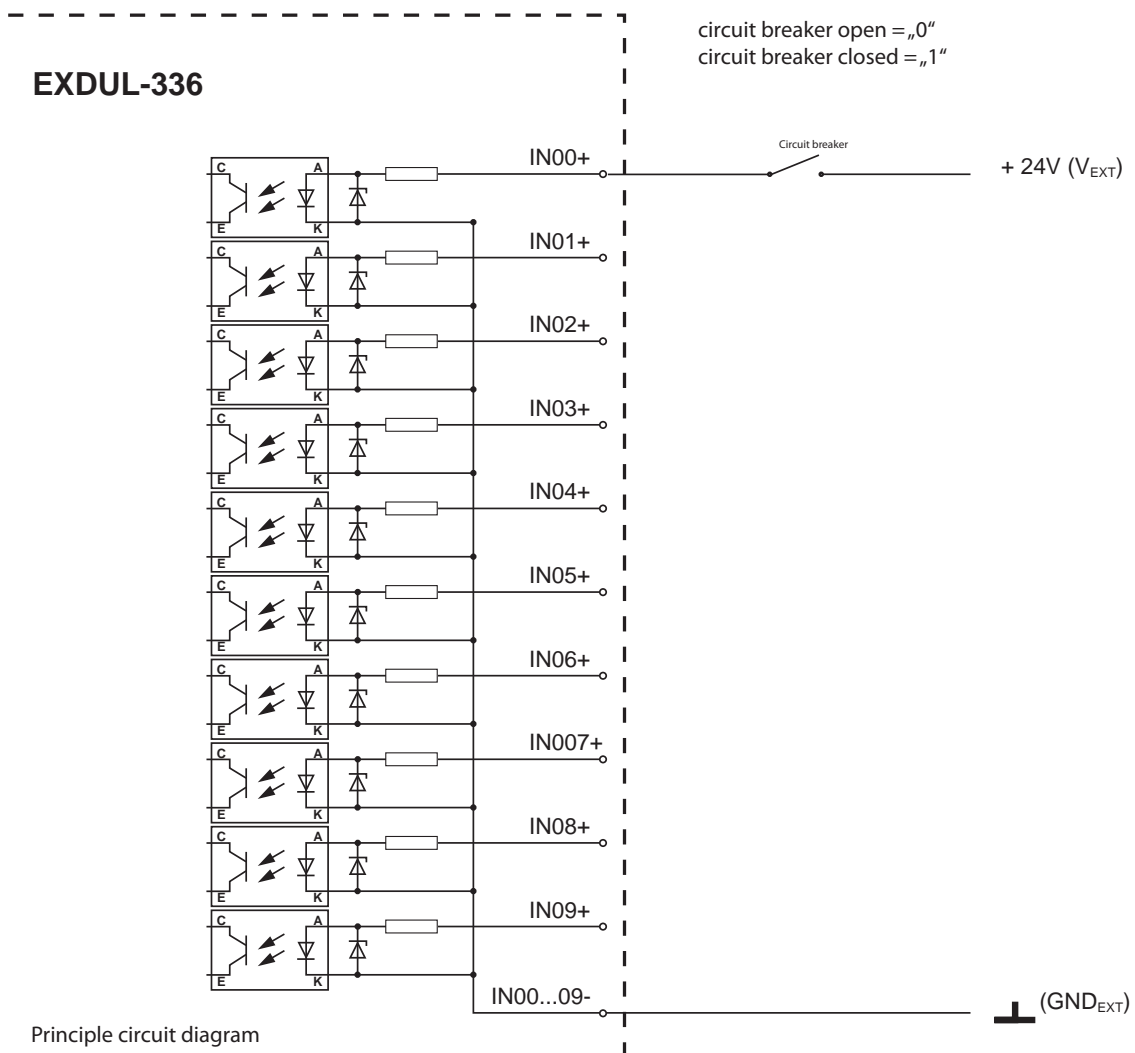 circuit breaker open = „0“
circuit breaker closed = „1“
EXDUL-336
Circuit breaker
+ 24V (VEXT)
IN00+
C A
E K
IN01+
C A
E K
IN02+
C A
E K
IN03+
C A
E K
IN04+
C A
E K
IN05+
C A
E K
IN06+
C A
E K
IN007+
C A
E K
IN08+
C A
E K
IN09+
C A
E K
IN00...09-
(GNDEXT)
Principle circuit diagram